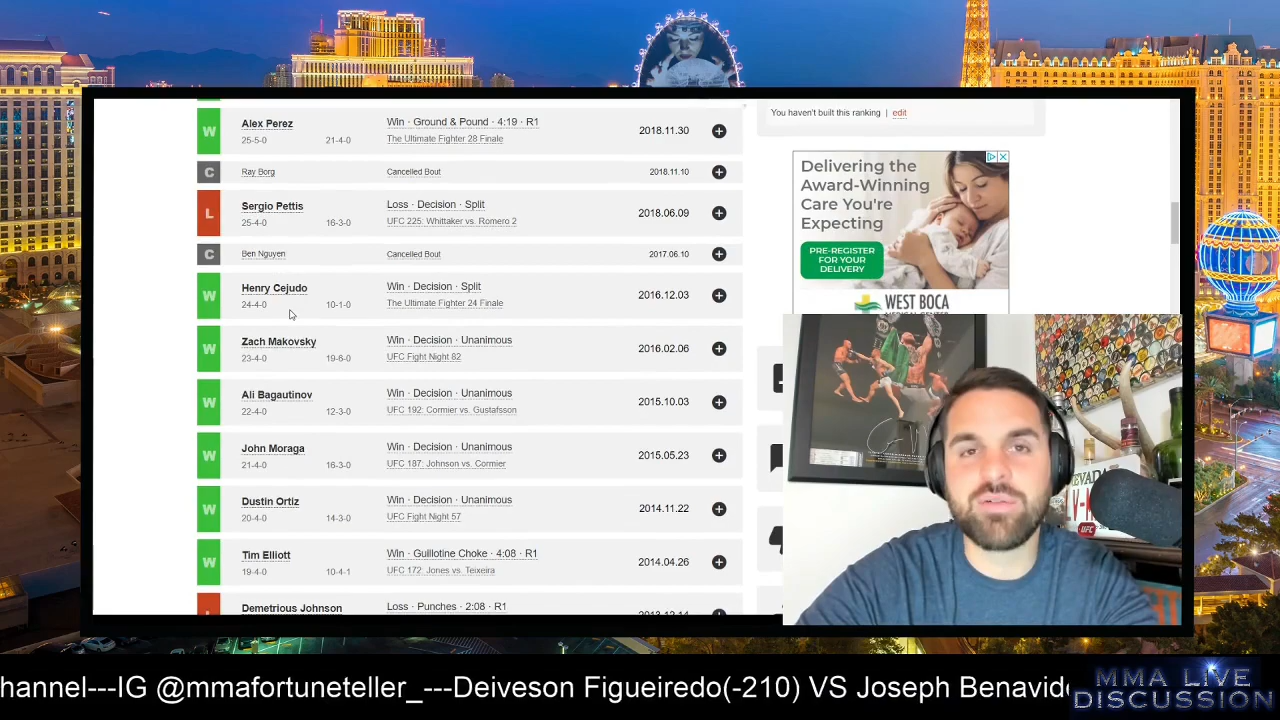 You haven't built this ranking | edit
W Alex Perez Win · Ground & Pound · 4:19 · R1 2018.11.30
25-5-0 21-4-0 The Ultimate Fighter 28 Finale
C Ray Borg Cancelled Bout 2018.11.10
L Sergio Pettis Loss · Decision · Split 2018.06.09
25-4-0 16-3-0 UFC 225: Whittaker vs. Romero 2
C Ben Nguyen Cancelled Bout 2017.06.10
W Henry Cejudo Win · Decision · Split 2016.12.03
24-4-0 10-1-0 The Ultimate Fighter 24 Finale
W Zach Makovsky Win · Decision · Unanimous 2016.02.06
23-4-0 19-6-0 UFC Fight Night 82
W Ali Bagautinov Win · Decision · Unanimous 2015.10.03
22-4-0 12-3-0 UFC 192: Cormier vs. Gustafsson
W John Moraga Win · Decision · Unanimous 2015.05.23
21-4-0 16-3-0 UFC 187: Johnson vs. Cormier
W Dustin Ortiz Win · Decision · Unanimous 2014.11.22
20-4-0 14-3-0 UFC Fight Night 57
W Tim Elliott Win · Guillotine Choke · 4:08 · R1 2014.04.26
19-4-0 10-4-1 UFC 172: Jones vs. Teixeira
Demetrious Johnson Loss · Punches · 2:08 · R1 2013.12.14
Delivering the
Award-Winning
Care You're
Expecting
PRE-REGISTER
FOR YOUR
DELIVERY
WEST BOCA
UFC
hannel---IG @mmafortuneteller_---Deiveson Figueiredo(-210) VS Joseph Benavid
MMA LIVE
DISCUSSION